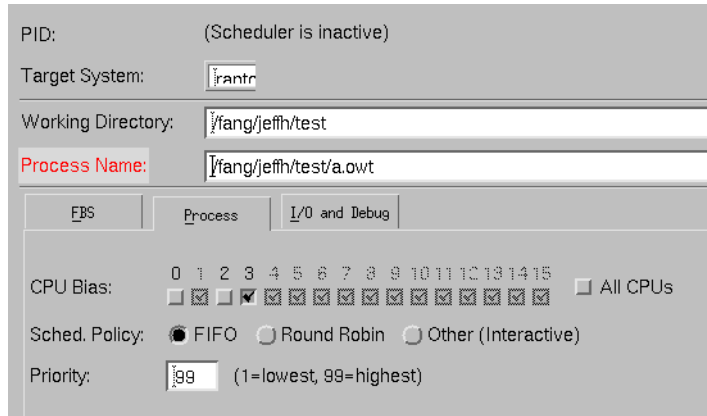 PID: (Scheduler is inactive)
Target System: rantr
Working Directory: /fang/jeffh/test
Process Name: /fang/jeffh/test/a.owt
FBS Process I/O and Debug
0 1 2 3 4 5 6 7 8 9 10 11 12 13 14 15
CPU Bias: All CPUs
Sched. Policy: FIFO Round Robin Other (Interactive)
Priority: 99 (1=lowest, 99=highest)